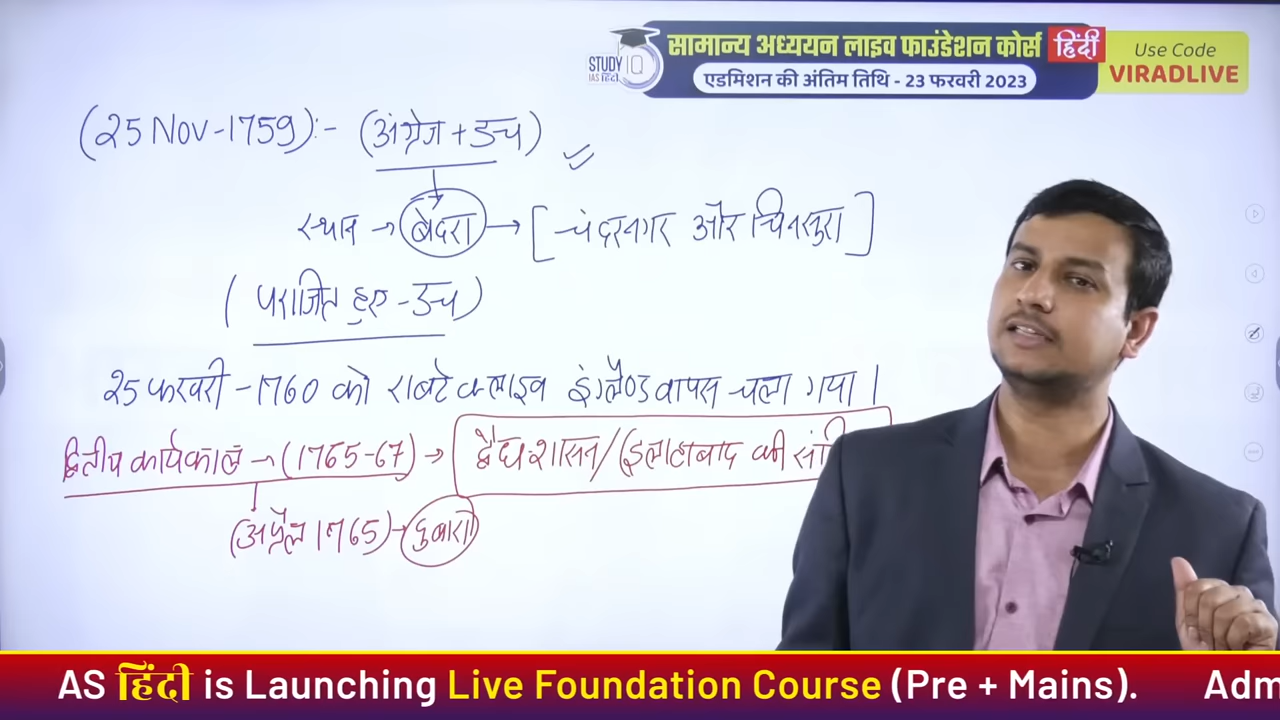 STUDY IQ
IAS हिंदी
सामान्य अध्ययन लाइव फाउंडेशन कोर्स हिंदी
एडमिशन की अंतिम तिथि - 23 फरवरी 2023
Use Code
VIRADLIVE
(25 Nov-1759):- (अंग्रेज + डच)
स्थान → बेदरा → [चंदरनगर और चिनसुरा]
(पराजित हुए - डच)
25 फरवरी - 1760 को राबर्ट क्लाइव इंग्लैण्ड वापस चला गया।
द्वितीय कार्यकाल → (1765-67) → द्वैध शासन/(इलाहाबाद की संधि
(अप्रैल 1765) → दुबारा
AS हिंदी is Launching Live Foundation Course (Pre + Mains). Adm